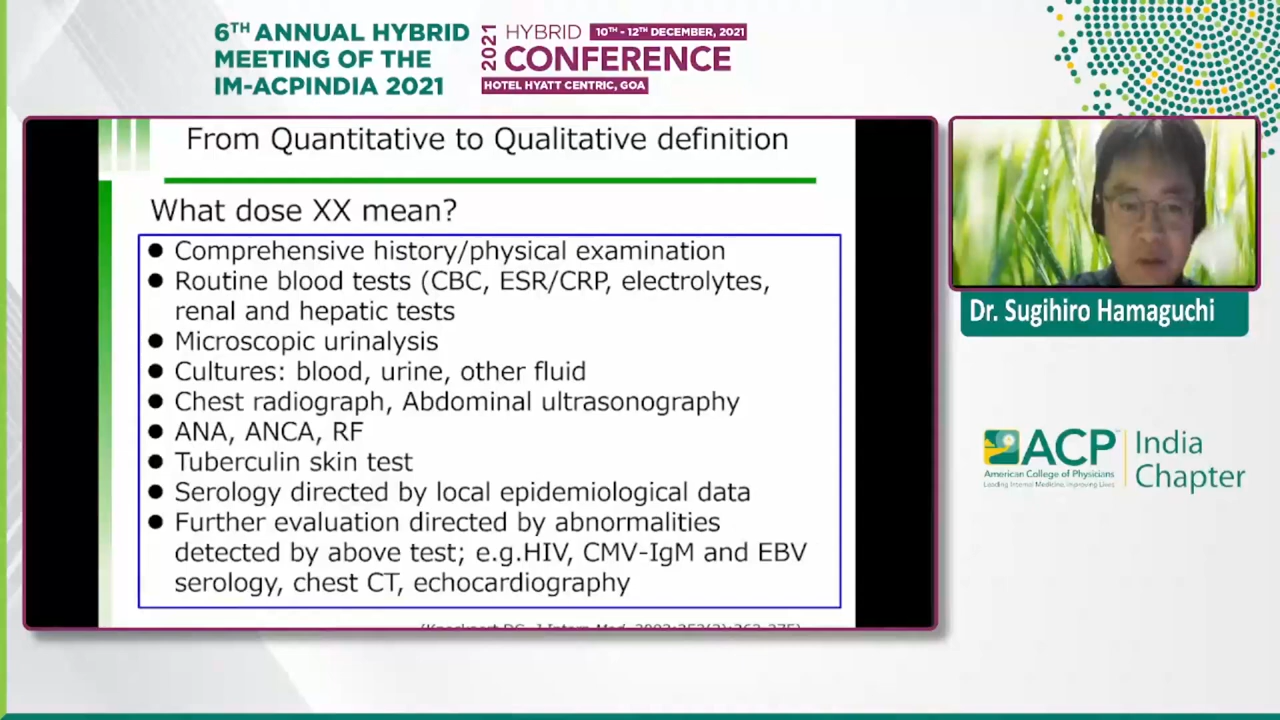 6TH ANNUAL HYBRID
MEETING OF THE
IM-ACPINDIA 2021
2021
HYBRID 10TH - 12TH DECEMBER, 2021
CONFERENCE
HOTEL HYATT CENTRIC, GOA
From Quantitative to Qualitative definition
What dose XX mean?
● Comprehensive history/physical examination
● Routine blood tests (CBC, ESR/CRP, electrolytes,
renal and hepatic tests
● Microscopic urinalysis
● Cultures: blood, urine, other fluid
● Chest radiograph, Abdominal ultrasonography
● ANA, ANCA, RF
● Tuberculin skin test
● Serology directed by local epidemiological data
● Further evaluation directed by abnormalities
detected by above test; e.g.HIV, CMV-IgM and EBV
serology, chest CT, echocardiography
Dr. Sugihiro Hamaguchi
ACP
American College of Physicians
Leading Internal Medicine, Improving Lives
India
Chapter